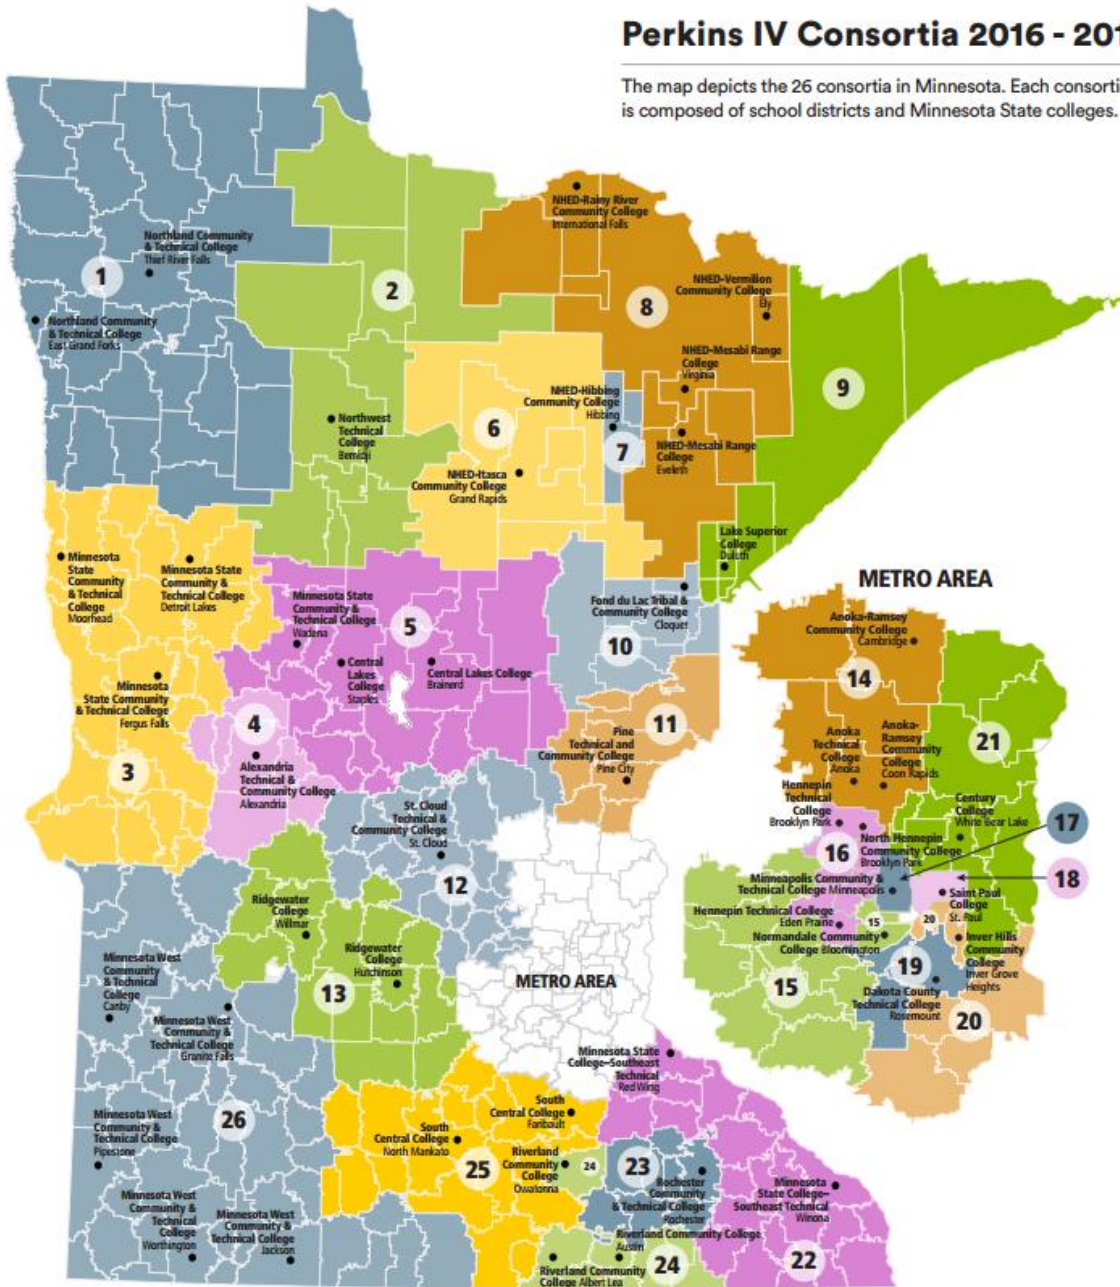 Perkins IV Consortia 2016 - 201
The map depicts the 26 consortia in Minnesota. Each consorti
is composed of school districts and Minnesota State colleges.
NHED-Rainy River
Community College
International Falls
Northland Community
& Technical College
Thief River Falls
1
2
8
NHED-Vermilion
Community College
Ely
Northland Community
& Technical College
East Grand Forks
NHED-Mesabi Range
College
Virginia
9
NHED-Hibbing
Community College
Hibbing
6
7
Northwest
Technical
College
Bemidji
NHED-Mesabi Range
College
Eveleth
NHED-Itasca
Community College
Grand Rapids
Lake Superior
College
Duluth
Minnesota
State
Community
& Technical
College
Moorhead
Minnesota State
Community &
Technical College
Detroit Lakes
Minnesota State
Community &
Technical College
Wadena
5
Fond du Lac Tribal &
Community College
Cloquet
10
Central
Lakes
College
Staples
Central Lakes College
Brainerd
Minnesota
State Community
& Technical College
Fergus Falls
4
3
Alexandria
Technical &
Community College
Alexandria
11
Pine
Technical and
Community College
Pine City
St. Cloud
Technical &
Community College
St. Cloud
12
METRO AREA
Anoka-Ramsey
Community College
Cambridge
14
21
Anoka
Technical
College
Anoka
Anoka-
Ramsey
Community
College
Coon Rapids
Hennepin
Technical
College
Brooklyn Park
Century
College
White Bear Lake
17
North Hennepin
Community College
Brooklyn Park
16
Minneapolis Community &
Technical College Minneapolis
18
Saint Paul
College
St. Paul
Hennepin Technical College
Eden Prairie
15
20
Normandale Community
College Bloomington
Inver Hills
Community
College
Inver Grove
Heights
19
15
Dakota County
Technical College
Rosemount
20
Ridgewater
College
Willmar
Ridgewater
College
Hutchinson
13
METRO AREA
Minnesota West
Community
& Technical
College
Canby
Minnesota West
Community &
Technical College
Granite Falls
Minnesota State
College–Southeast
Technical
Red Wing
Minnesota West
Community &
Technical College
Pipestone
26
South
Central College
Faribault
South
Central College
North Mankato
25
Riverland
Community
College
Owatonna
24
23
Rochester
Community
& Technical College
Rochester
Minnesota
State College–
Southeast Technical
Winona
Minnesota West
Community &
Technical
College
Worthington
Minnesota West
Community &
Technical College
Jackson
Riverland Community College
Austin
Riverland Community
College Albert Lea
24
22